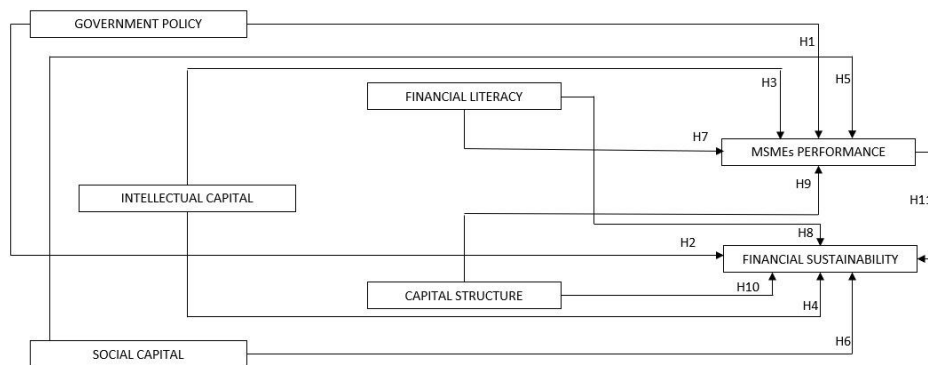 GOVERNMENT POLICY
H1
H5
H3
FINANCIAL LITERACY
H7
MSMEs PERFORMANCE
H9
INTELLECTUAL CAPITAL
H11
H8
H2
FINANCIAL SUSTAINABILITY
H10
CAPITAL STRUCTURE
H4
H6
SOCIAL CAPITAL